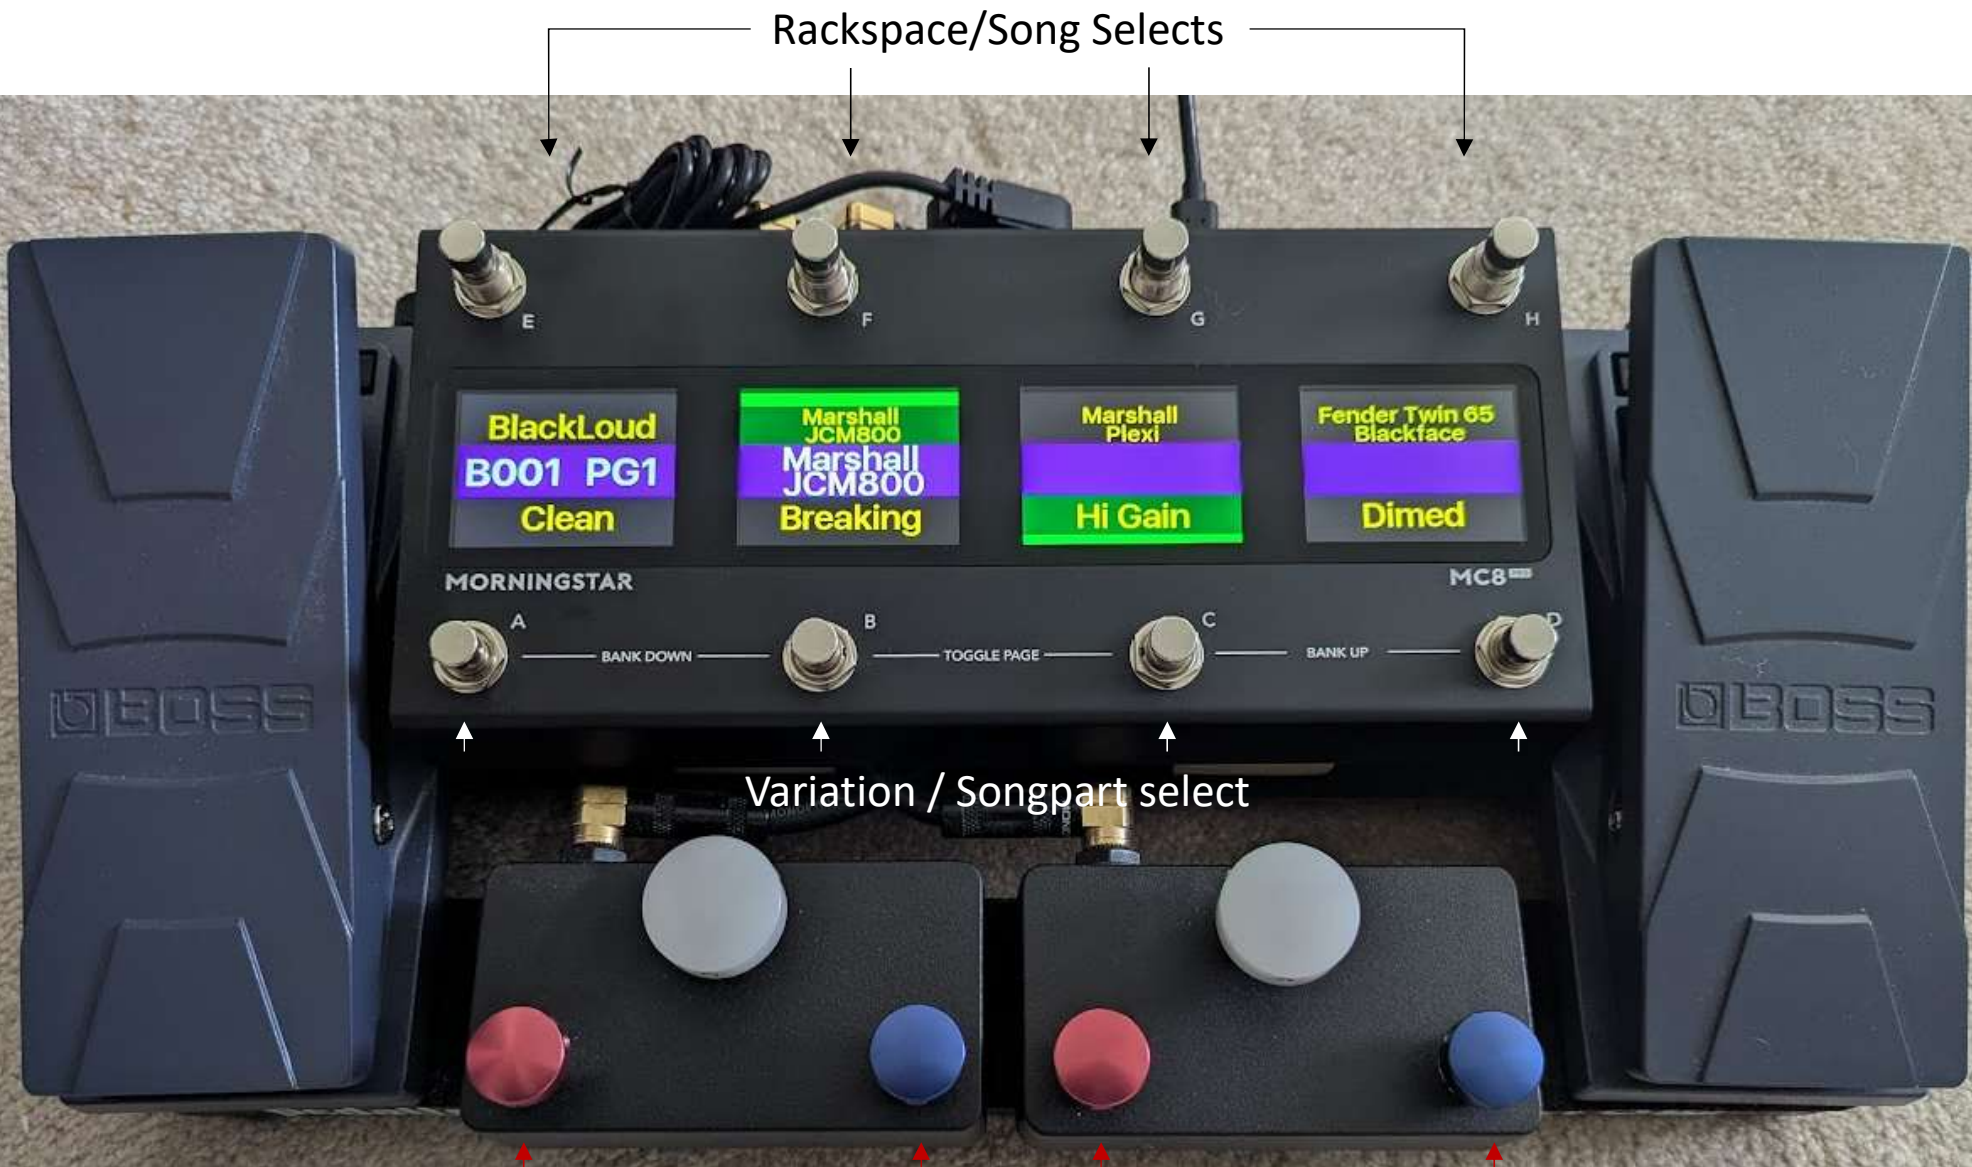 Rackspace/Song Selects
E
F
G
H
BlackLoud
B001 PG1
Clean
Marshall
JCM800
Marshall
JCM800
Breaking
Marshall
Plexi
Hi Gain
Fender Twin 65
Blackface
Dimed
MORNINGSTAR
MC8
A
B
C
D
BANK DOWN
TOGGLE PAGE
BANK UP
BOSS
BOSS
Variation / Songpart select